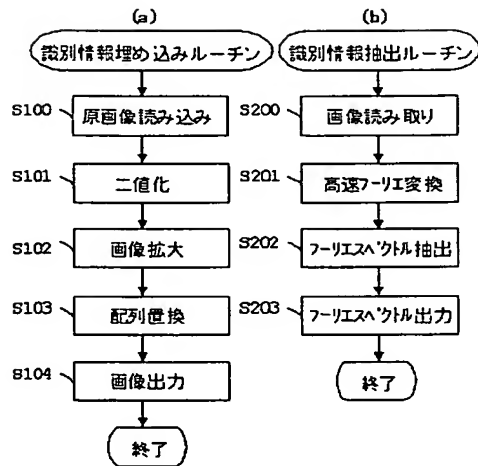 (a)
識別情報埋め込みルーチン
S100
原画像読み込み
S101
二値化
S102
画像拡大
S103
配列置換
S104
画像出力
終了
(b)
識別情報抽出ルーチン
S200
画像読み取り
S201
高速フーリエ変換
S202
フーリエスペクトル抽出
S203
フーリエスペクトル出力
終了